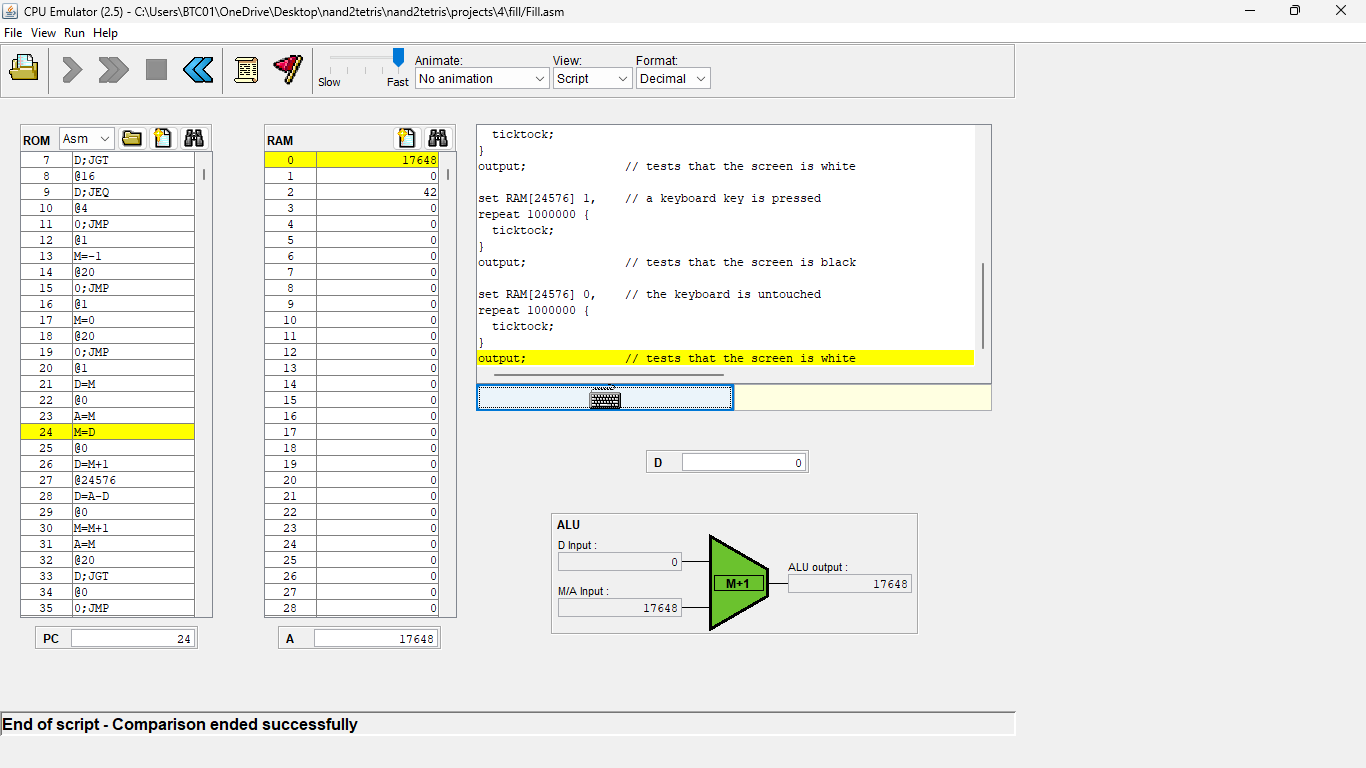 CPU Emulator (2.5) - C:\Users\BTC01\OneDrive\Desktop\nand2tetris\nand2tetris\projects\4\fill/Fill.asm
File View Run Help
Slow Fast
Animate:
No animation
View:
Script
Format:
Decimal
ROM Asm
7 D;JGT
8 @16
9 D;JEQ
10 @4
11 0;JMP
12 @1
13 M=-1
14 @20
15 0;JMP
16 @1
17 M=0
18 @20
19 0;JMP
20 @1
21 D=M
22 @0
23 A=M
24 M=D
25 @0
26 D=M+1
27 @24576
28 D=A-D
29 @0
30 M=M+1
31 A=M
32 @20
33 D;JGT
34 @0
35 0;JMP
PC 24
RAM
0 17648
1 0
2 42
3 0
4 0
5 0
6 0
7 0
8 0
9 0
10 0
11 0
12 0
13 0
14 0
15 0
16 0
17 0
18 0
19 0
20 0
21 0
22 0
23 0
24 0
25 0
26 0
27 0
28 0
A 17648
ticktock;
}
output; // tests that the screen is white
set RAM[24576] 1, // a keyboard key is pressed
repeat 1000000 {
ticktock;
}
output; // tests that the screen is black
set RAM[24576] 0, // the keyboard is untouched
repeat 1000000 {
ticktock;
}
output; // tests that the screen is white
D 0
ALU
D Input :
0
M/A Input :
17648
M+1
ALU output :
17648
End of script - Comparison ended successfully